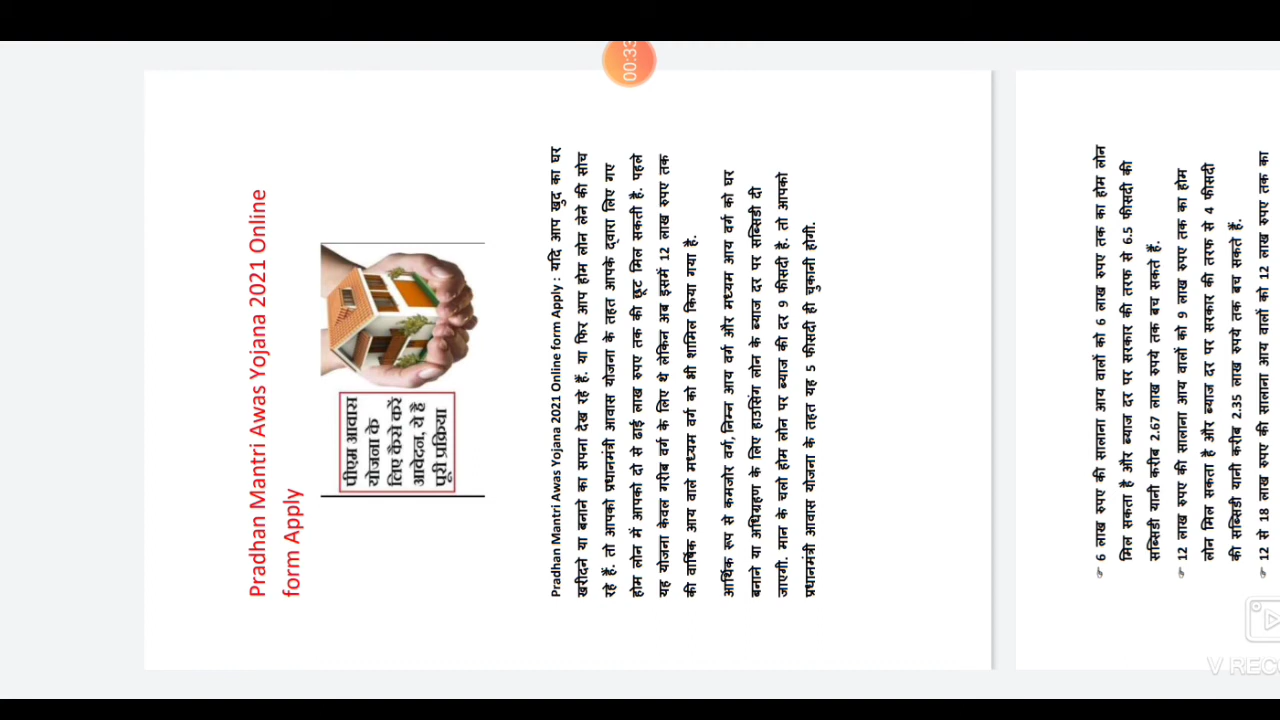 00:33
Pradhan Mantri Awas Yojana 2021 Online
form Apply
पीएम आवास
योजना के
लिए कैसे करें
आवेदन, ये है
पूरी प्रक्रिया
Pradhan Mantri Awas Yojana 2021 Online form Apply : यदि आप खुद का घर
खरीदने या बनाने का सपना देख रहे हैं. या फिर आप होम लोन लेने की सोच
रहे हैं. तो आपको प्रधानमंत्री आवास योजना के तहत आपके द्वारा लिए गए
होम लोन में आपको दो से ढाई लाख रुपए तक की छूट मिल सकती है. पहले
यह योजना केवल गरीब वर्ग के लिए थे लेकिन अब इसमें 12 लाख रुपए तक
की वार्षिक आय वाले मध्यम वर्ग को भी शामिल किया गया है.
आर्थिक रूप से कमजोर वर्ग, निम्न आय वर्ग और मध्यम आय वर्ग को घर
बनाने या अधिग्रहण के लिए हाउसिंग लोन के ब्याज दर पर सब्सिडी दी
जाएगी. मान के चलो होम लोन पर ब्याज की दर 9 फीसदी है. तो आपको
प्रधानमंत्री आवास योजना के तहत यह 5 फीसदी ही चुकानी होगी.
☞ 6 लाख रुपए की सालाना आय वालों को 6 लाख रुपए तक का होम लोन
मिल सकता है और ब्याज दर पर सरकार की तरफ से 6.5 फीसदी की
सब्सिडी यानी करीब 2.67 लाख रुपये तक बच सकते हैं.
☞ 12 लाख रुपए की सालाना आय वालों को 9 लाख रुपए तक का होम
लोन मिल सकता है और ब्याज दर पर सरकार की तरफ से 4 फीसदी
की सब्सिडी यानी करीब 2.35 लाख रुपये तक बच सकते हैं.
☞ 12 से 18 लाख रुपए की सालाना आय वालों को 12 लाख रुपए तक का
V RECO